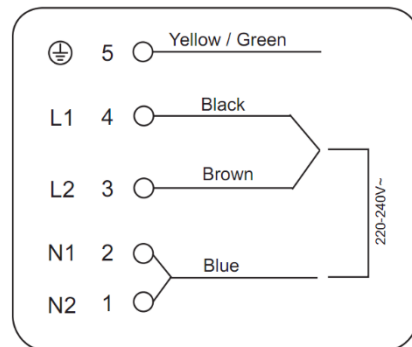 5 Yellow / Green
L1 4 Black
L2 3 Brown
N1 2
Blue
N2 1
220-240V~